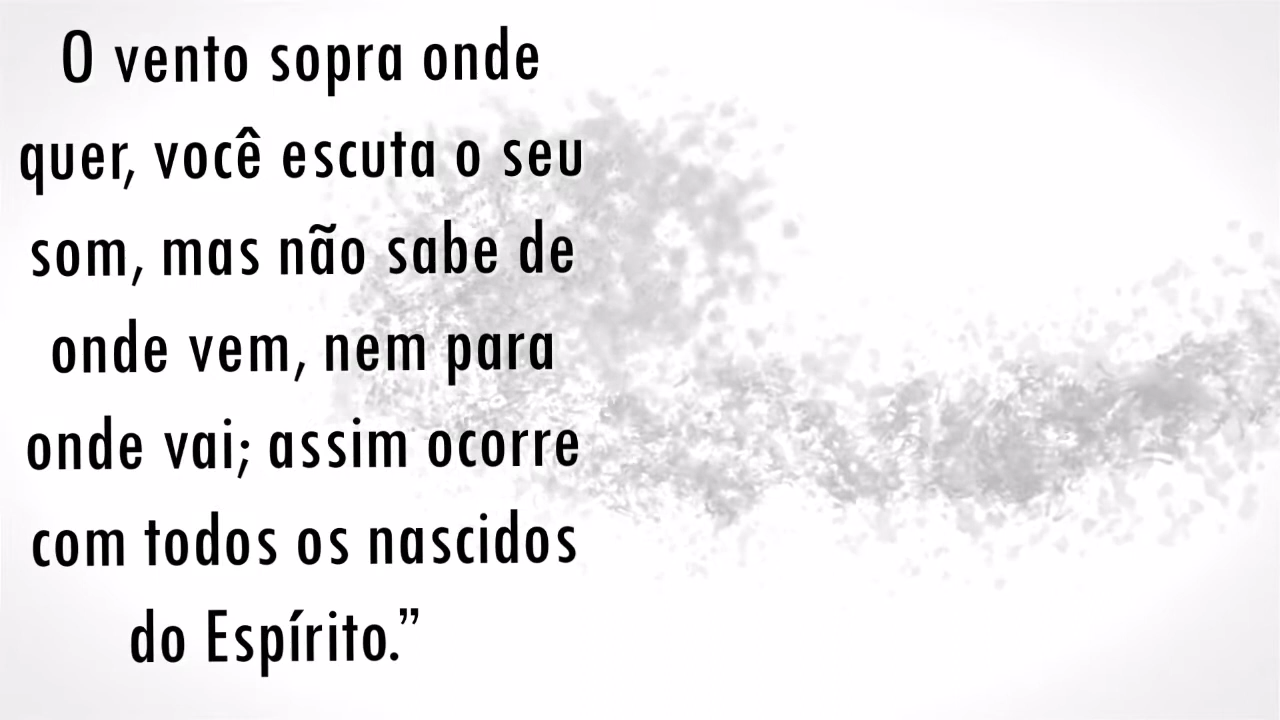 O vento sopra onde
quer, você escuta o seu
som, mas não sabe de
onde vem, nem para
onde vai; assim ocorre
com todos os nascidos
do Espírito.”